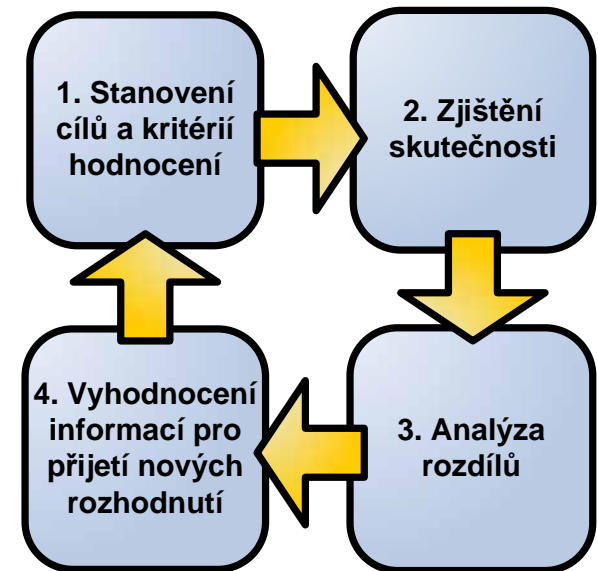 1. Stanovení
cílů a kritérií
hodnocení
2. Zjištění
skutečnosti
3. Analýza
rozdílů
4. Vyhodnocení
informací pro
přijetí nových
rozhodnutí